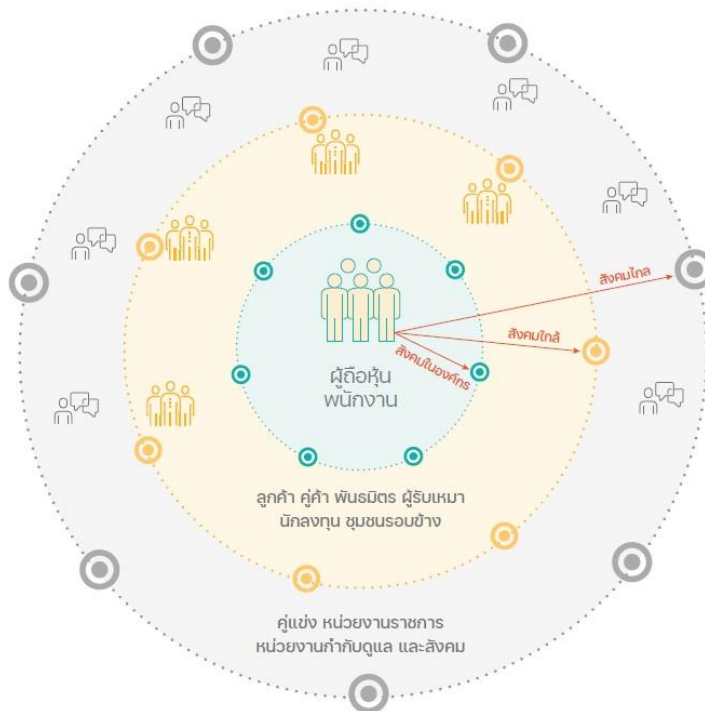 สังคมไกล
สังคมใกล้
สังคมในองค์กร
ผู้ถือหุ้น
พนักงาน
ลูกค้า คู่ค้า พันธมิตร ผู้รับเหมา
นักลงทุน ชุมชนรอบข้าง
คู่แข่ง หน่วยงานราชการ
หน่วยงานกำกับดูแล และสังคม